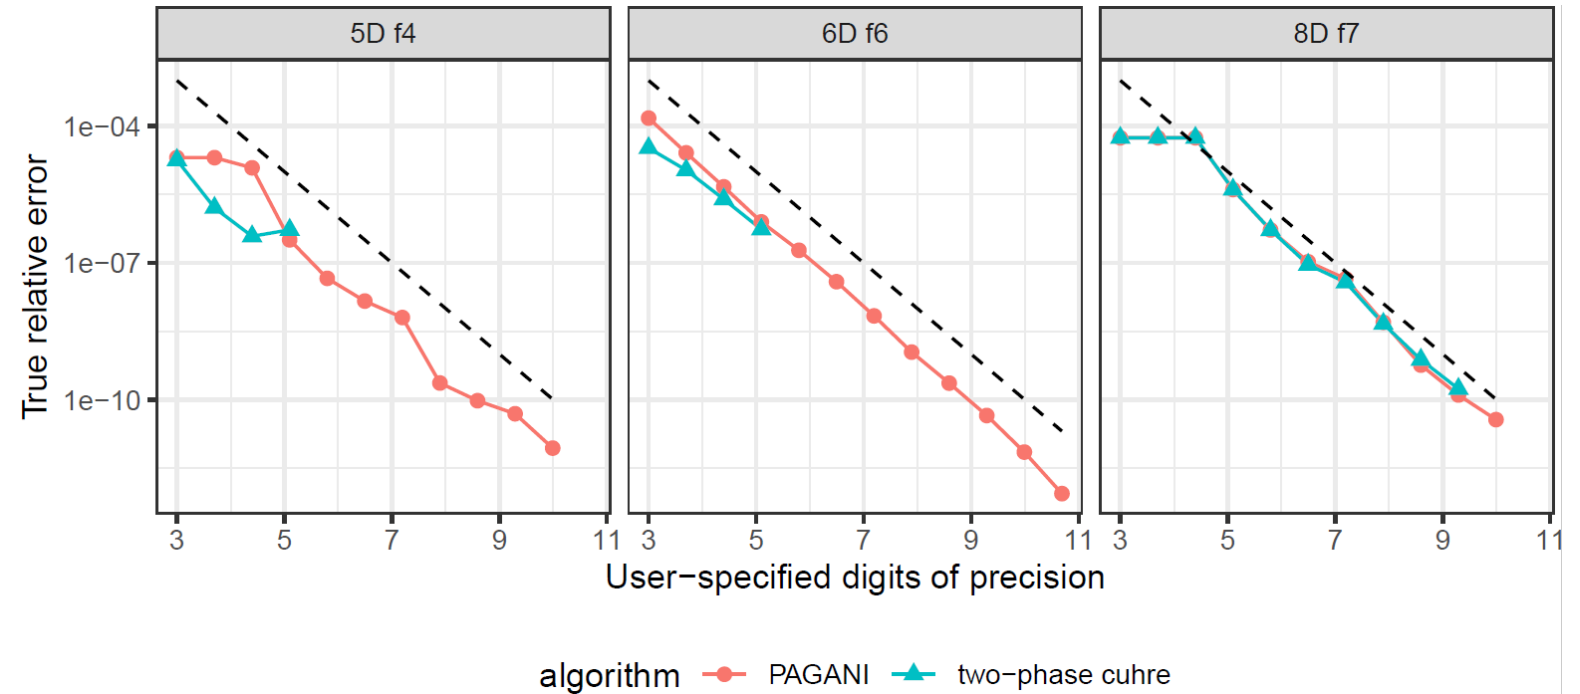 5D f4 6D f6 8D f7
1e−04
1e−07
1e−10
True relative error
3 5 7 9 11 3 5 7 9 11 3 5 7 9 11
User−specified digits of precision
algorithm PAGANI two−phase cuhre